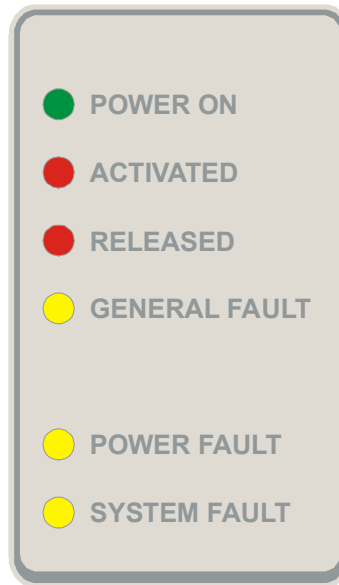 POWER ON
ACTIVATED
RELEASED
GENERAL FAULT
POWER FAULT
SYSTEM FAULT